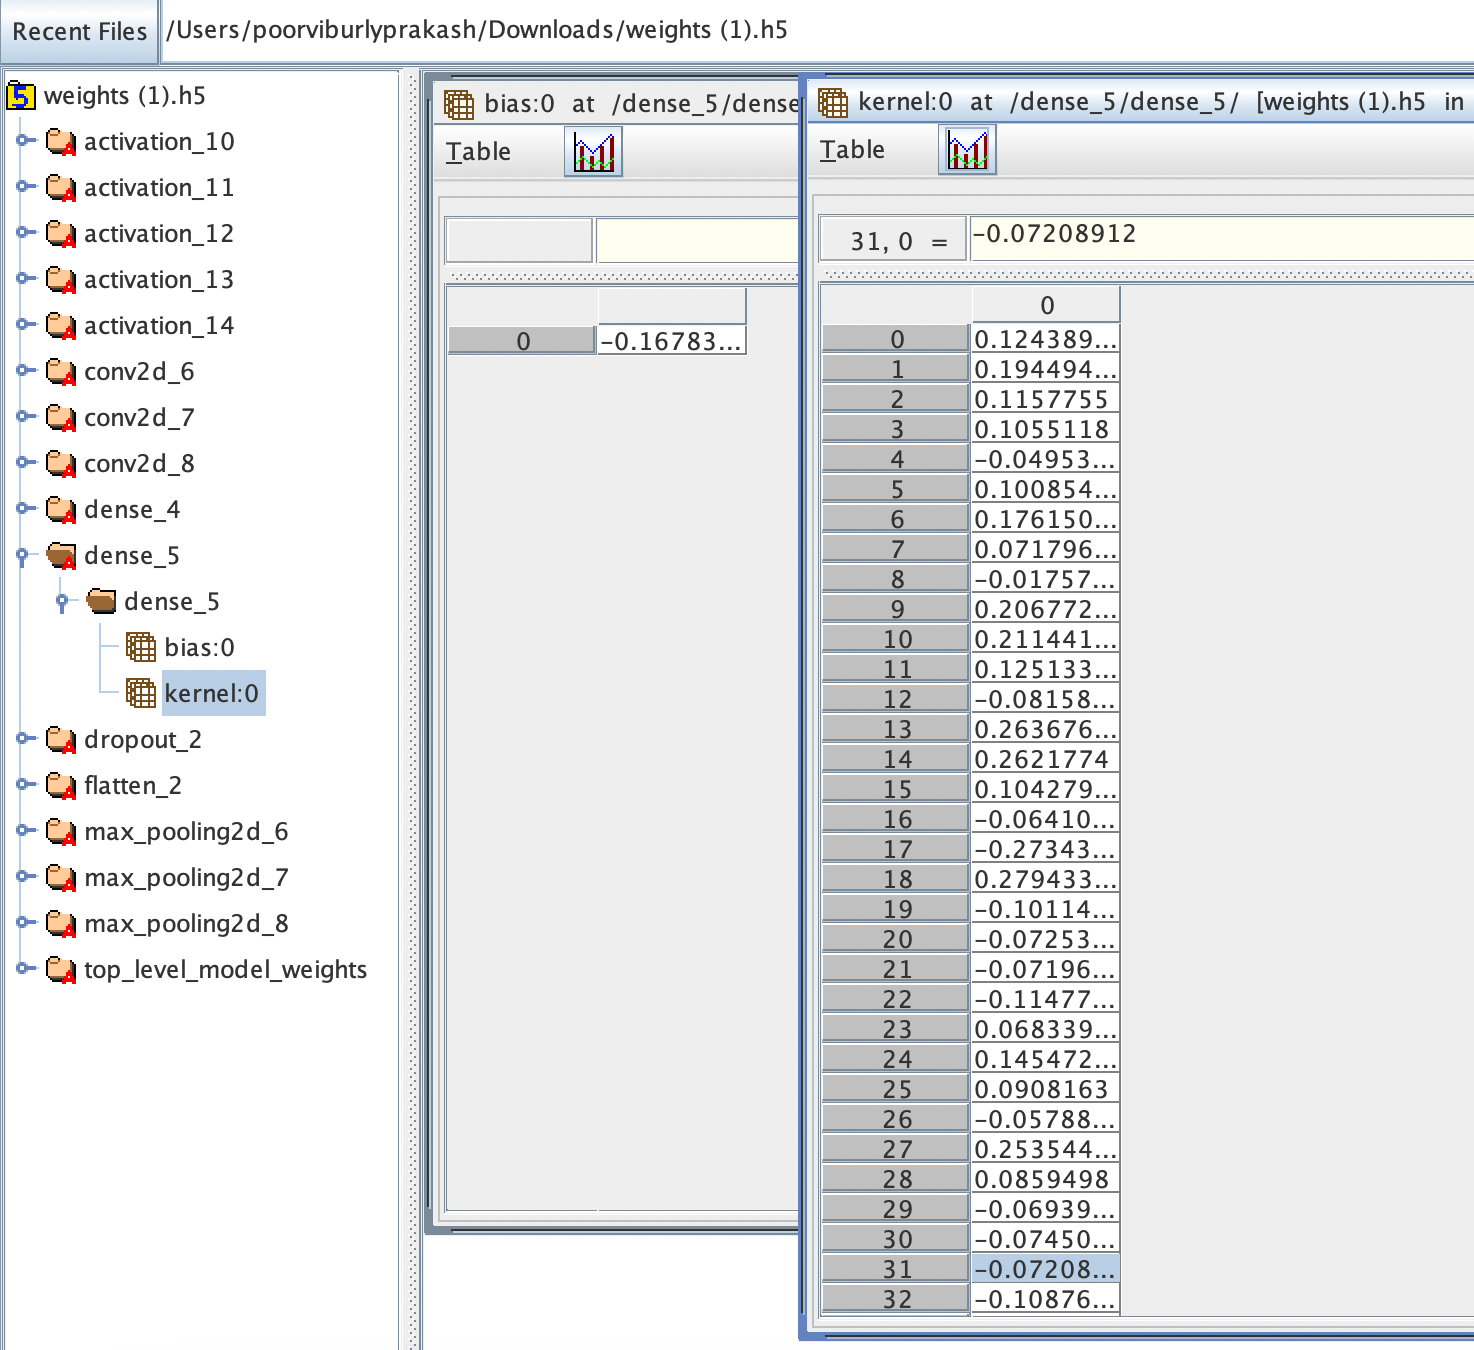 Recent Files
/Users/poorviburlyprakash/Downloads/weights (1).h5
weights (1).h5
activation_10
activation_11
activation_12
activation_13
activation_14
conv2d_6
conv2d_7
conv2d_8
dense_4
dense_5
dense_5
bias:0
kernel:0
dropout_2
flatten_2
max_pooling2d_6
max_pooling2d_7
max_pooling2d_8
top_level_model_weights
bias:0 at /dense_5/dense
Table
0 -0.16783...
kernel:0 at /dense_5/dense_5/ [weights (1).h5 in
Table
31, 0 = -0.07208912
0
0 0.124389...
1 0.194494...
2 0.1157755
3 0.1055118
4 -0.04953...
5 0.100854...
6 0.176150...
7 0.071796...
8 -0.01757...
9 0.206772...
10 0.211441...
11 0.125133...
12 -0.08158...
13 0.263676...
14 0.2621774
15 0.104279...
16 -0.06410...
17 -0.27343...
18 0.279433...
19 -0.10114...
20 -0.07253...
21 -0.07196...
22 -0.11477...
23 0.068339...
24 0.145472...
25 0.0908163
26 -0.05788...
27 0.253544...
28 0.0859498
29 -0.06939...
30 -0.07450...
31 -0.07208...
32 -0.10876...